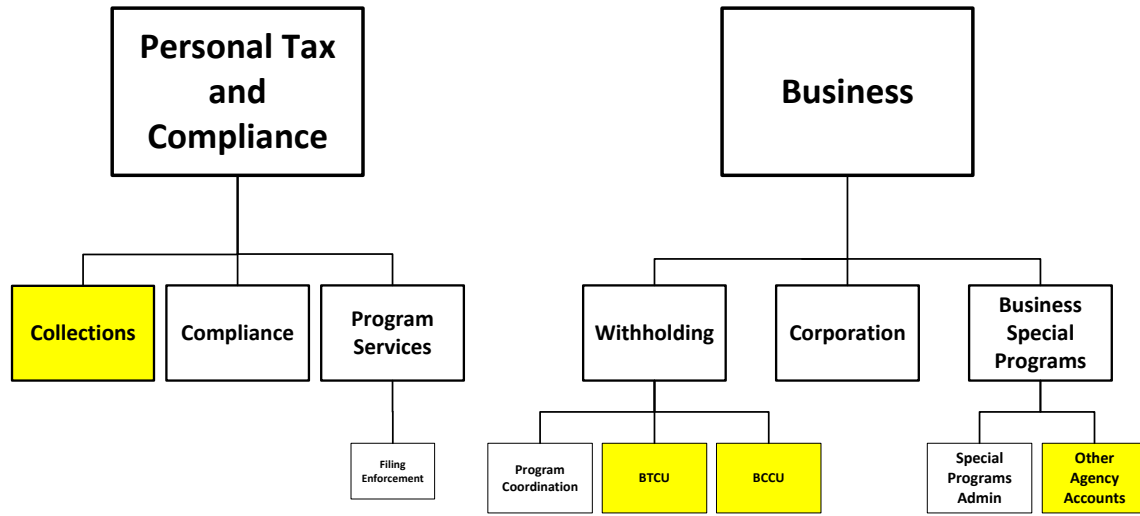 Personal Tax
and
Compliance
Business
Collections
Compliance
Program
Services
Withholding
Corporation
Business
Special
Programs
Filing
Enforcement
Program
Coordination
BTCU
BCCU
Special
Programs
Admin
Other
Agency
Accounts